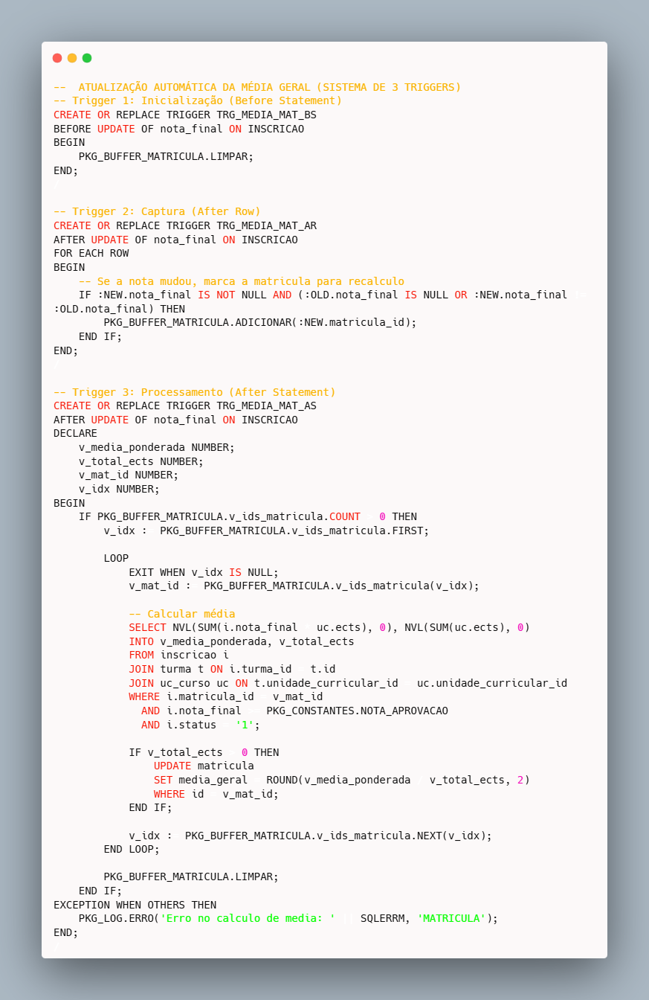 --  ATUALIZAÇÃO AUTOMÁTICA DA MÉDIA GERAL (SISTEMA DE 3 TRIGGERS)
-- Trigger 1: Inicialização (Before Statement)
CREATE OR REPLACE TRIGGER TRG_MEDIA_MAT_BS
BEFORE UPDATE OF nota_final ON INSCRICAO
BEGIN
    PKG_BUFFER_MATRICULA.LIMPAR;
END;
/
-- Trigger 2: Captura (After Row)
CREATE OR REPLACE TRIGGER TRG_MEDIA_MAT_AR
AFTER UPDATE OF nota_final ON INSCRICAO
FOR EACH ROW
BEGIN
    -- Se a nota mudou, marca a matricula para recalculo
    IF :NEW.nota_final IS NOT NULL AND (:OLD.nota_final IS NULL OR :NEW.nota_final !=
:OLD.nota_final) THEN
        PKG_BUFFER_MATRICULA.ADICIONAR(:NEW.matricula_id);
    END IF;
END;
/
-- Trigger 3: Processamento (After Statement)
CREATE OR REPLACE TRIGGER TRG_MEDIA_MAT_AS
AFTER UPDATE OF nota_final ON INSCRICAO
DECLARE
    v_media_ponderada NUMBER;
    v_total_ects NUMBER;
    v_mat_id NUMBER;
    v_idx NUMBER;
BEGIN
    IF PKG_BUFFER_MATRICULA.v_ids_matricula.COUNT > 0 THEN
        v_idx := PKG_BUFFER_MATRICULA.v_ids_matricula.FIRST;
        LOOP
            EXIT WHEN v_idx IS NULL;
            v_mat_id := PKG_BUFFER_MATRICULA.v_ids_matricula(v_idx);
            -- Calcular média
            SELECT NVL(SUM(i.nota_final * uc.ects), 0), NVL(SUM(uc.ects), 0)
            INTO v_media_ponderada, v_total_ects
            FROM inscricao i
            JOIN turma t ON i.turma_id = t.id
            JOIN uc_curso uc ON t.unidade_curricular_id = uc.unidade_curricular_id
            WHERE i.matricula_id = v_mat_id
              AND i.nota_final >= PKG_CONSTANTES.NOTA_APROVACAO
              AND i.status = '1';
            IF v_total_ects > 0 THEN
                UPDATE matricula
                SET media_geral = ROUND(v_media_ponderada / v_total_ects, 2)
                WHERE id = v_mat_id;
            END IF;
            v_idx := PKG_BUFFER_MATRICULA.v_ids_matricula.NEXT(v_idx);
        END LOOP;
        PKG_BUFFER_MATRICULA.LIMPAR;
    END IF;
EXCEPTION WHEN OTHERS THEN
    PKG_LOG.ERRO('Erro no calculo de media: ' || SQLERRM, 'MATRICULA');
END;
/